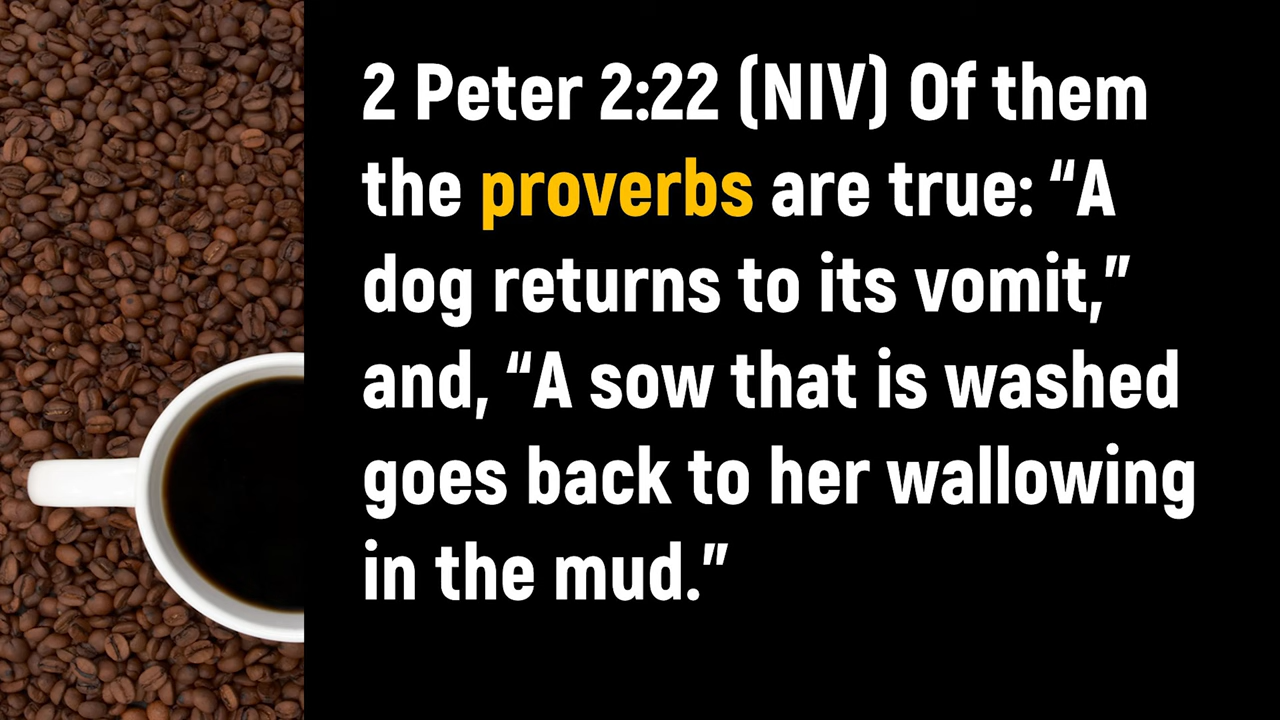 2 Peter 2:22 (NIV) Of them
the proverbs are true: “A
dog returns to its vomit,”
and, “A sow that is washed
goes back to her wallowing
in the mud.”